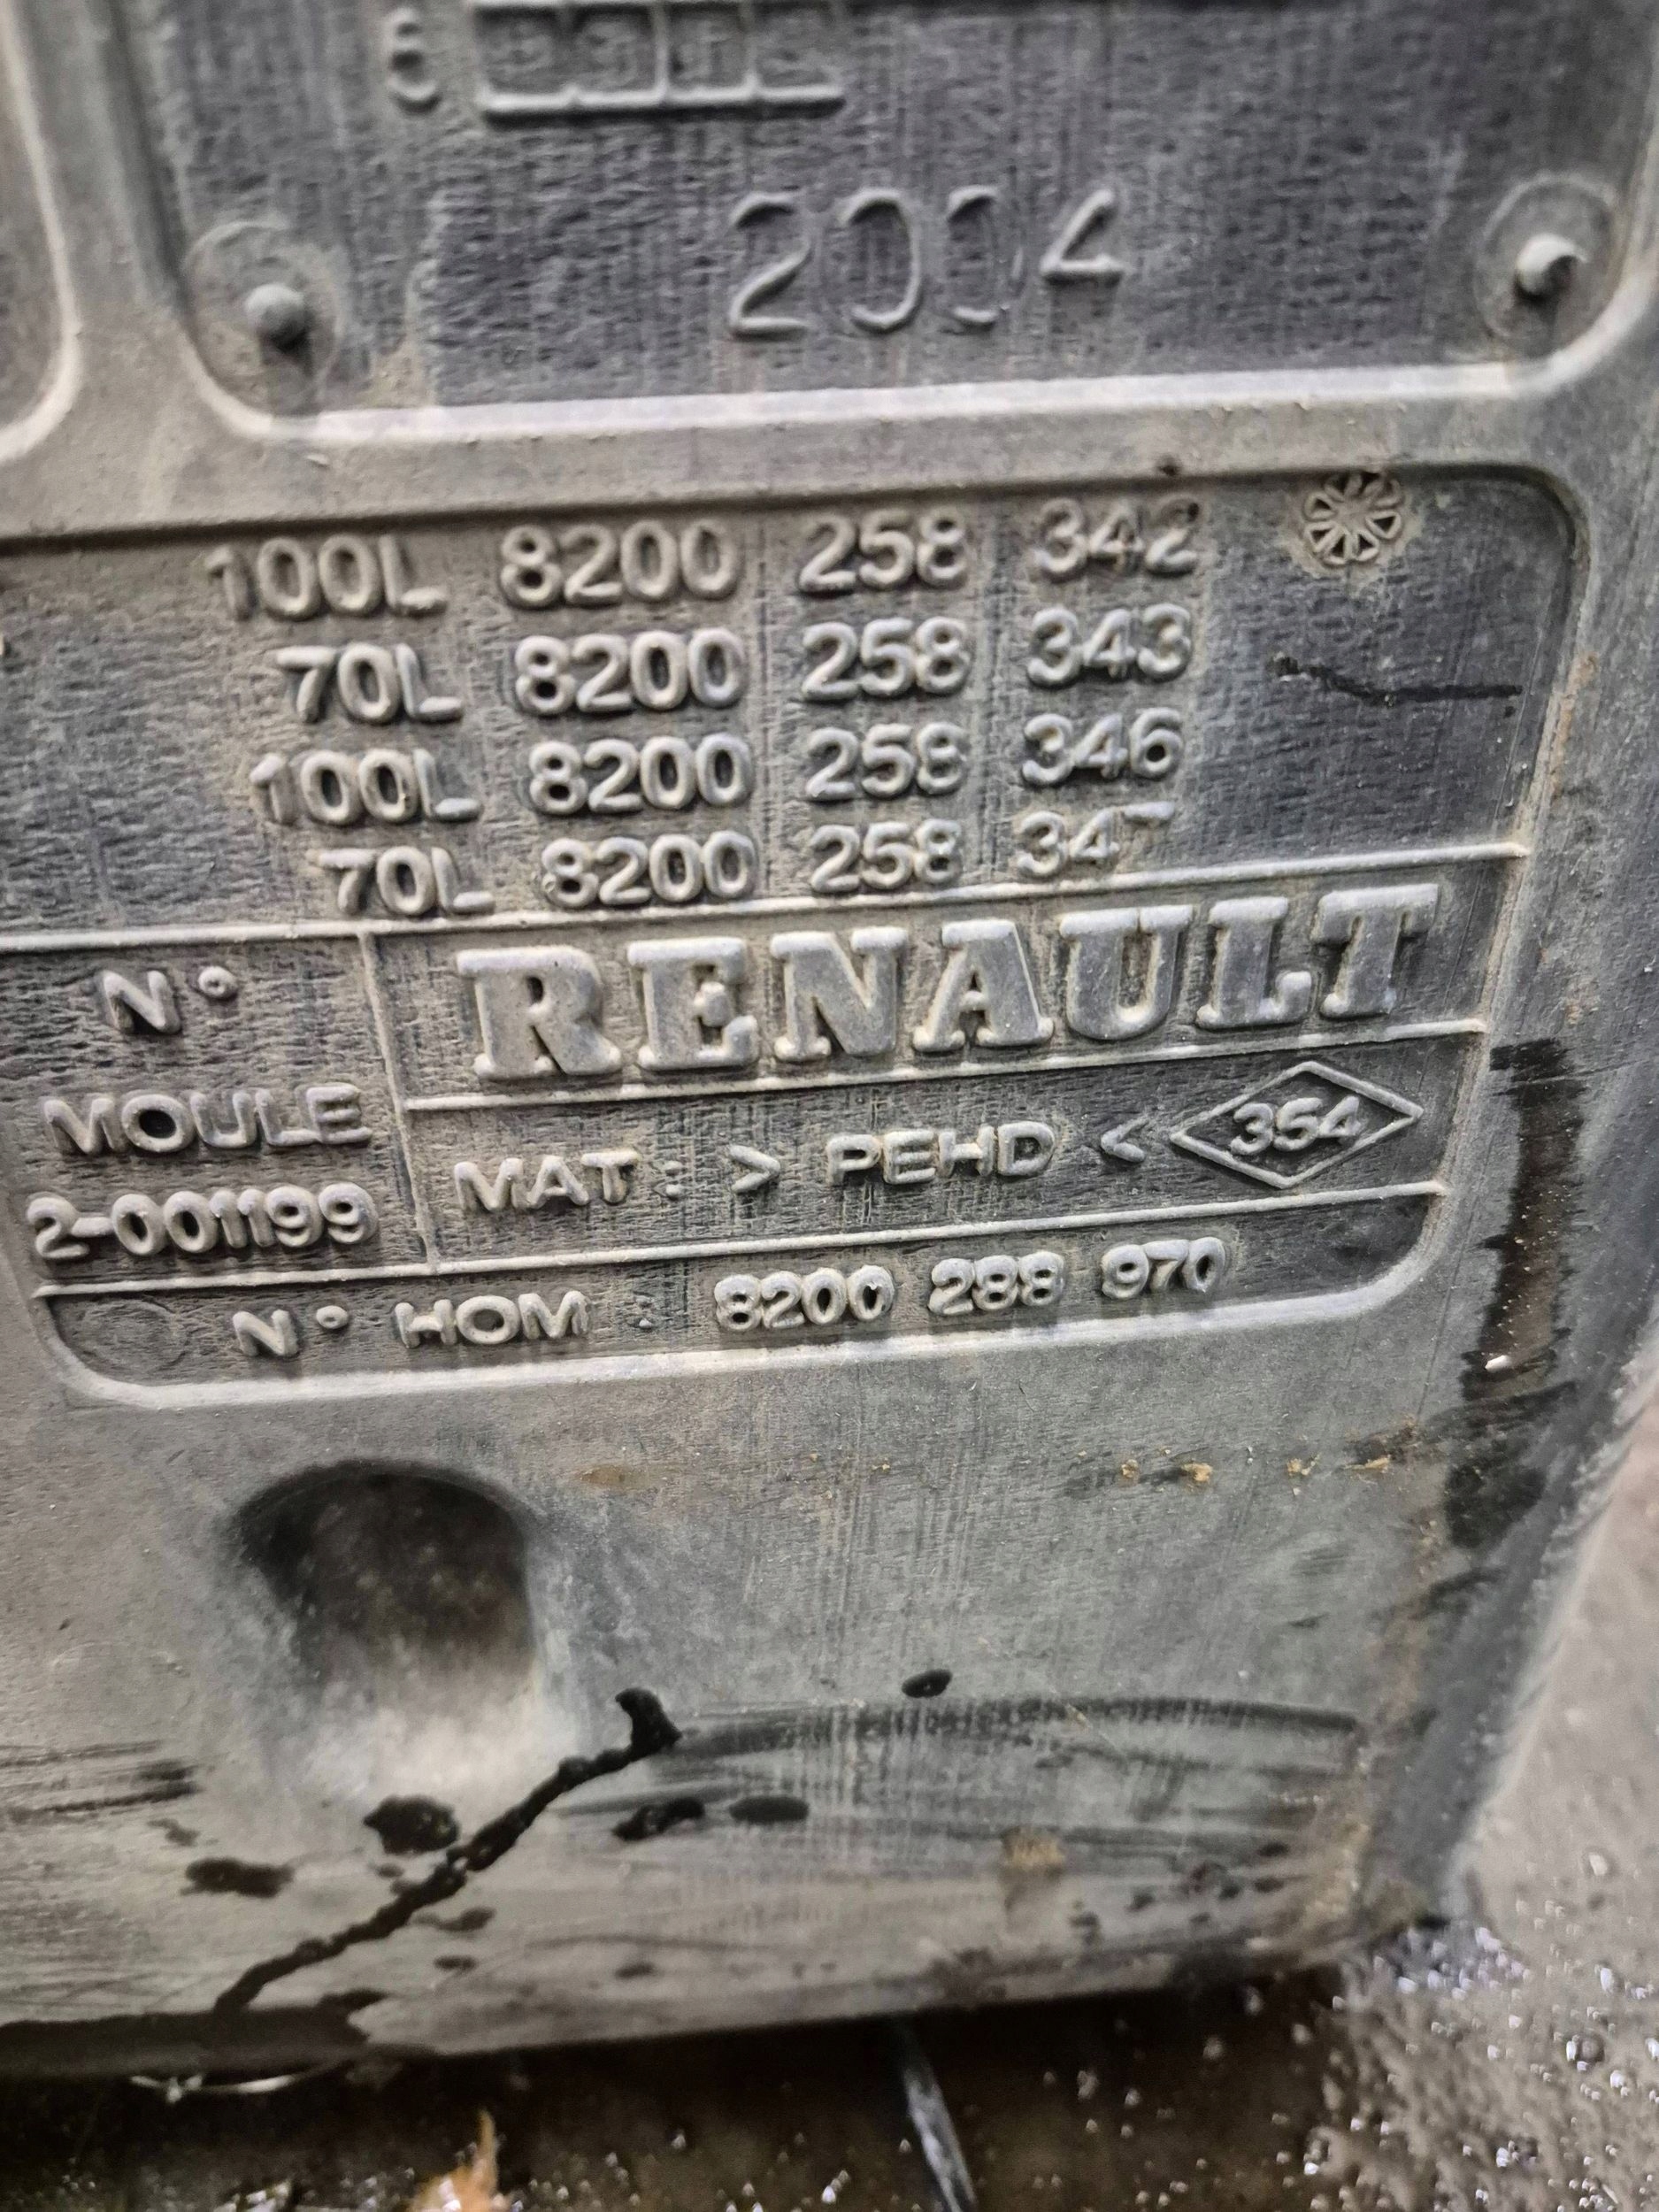 6
2004
100L 8200 258 342
70L 8200 258 343
100L 8200 258 346
70L 8200 258 347
RENAULT
N°
MOULE
2-001199
MAT : > PEHD < 354
N° HOM : 8200 288 970